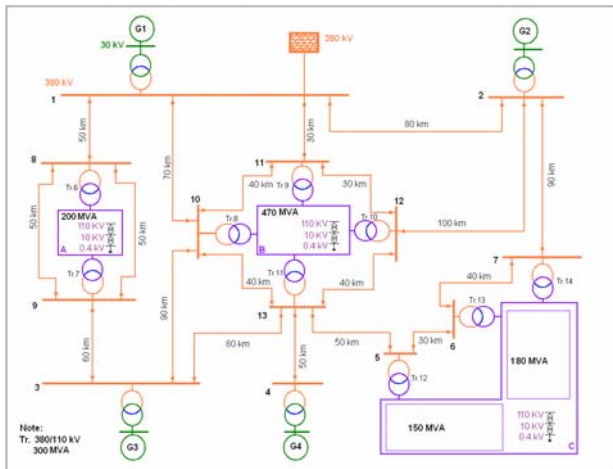 G1
G2
30 kV
380 kV
380 kV
1
2
80 km
50 km
70 km
30 km
90 km
8
11
Tr.6
10
40 km
Tr.9
30 km
12
200 MVA
470 MVA
110 KV
10 KV
0.4 kV
A
Tr.8
110 KV
10 KV
0.4 kV
B
Tr.10
100 km
50 km
50 km
Tr.7
Tr.11
7
9
40 km
40 km
40 km
Tr.14
13
Tr.13
90 km
6
60 km
80 km
50 km
50 km
30 km
5
180 MVA
3
4
Tr.12
150 MVA
110 KV
10 KV
0.4 kV
C
Note:
Tr, 380/110 kV
300 MVA
G3
G4